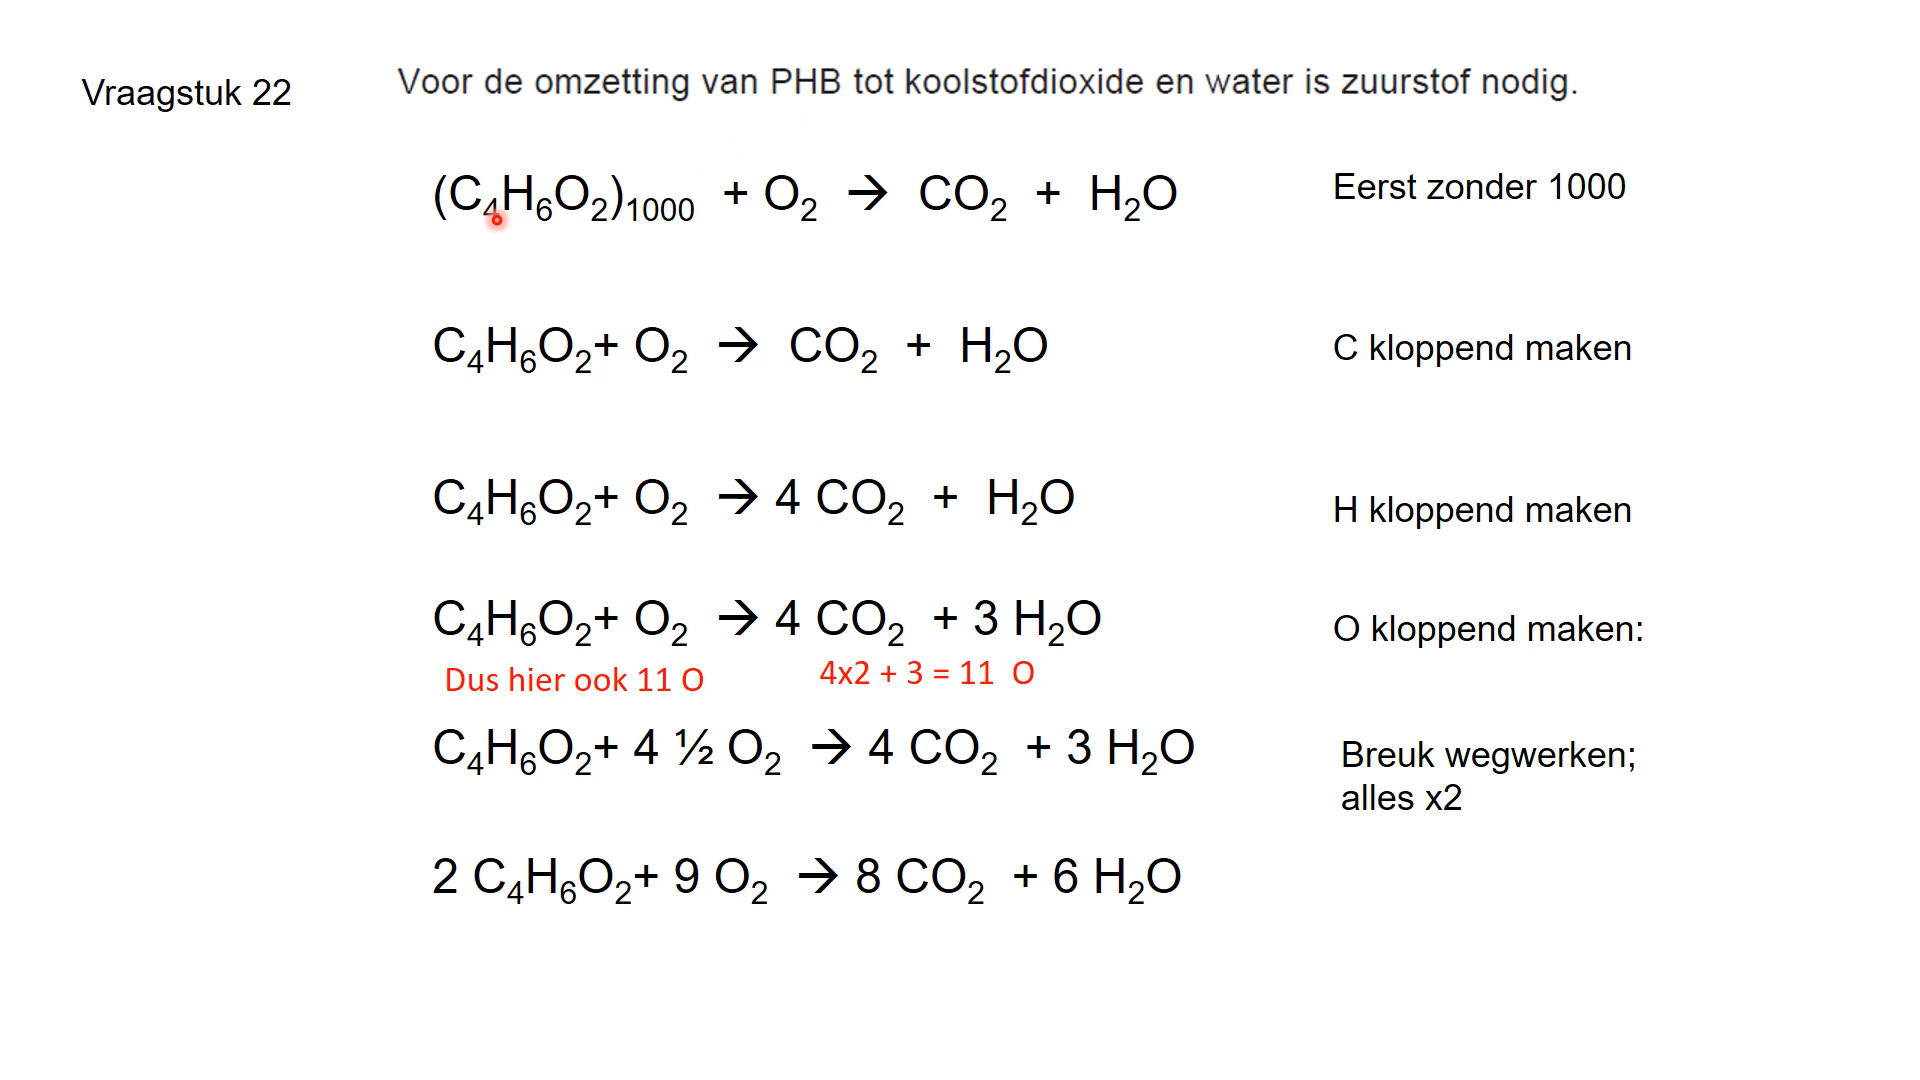 Vraagstuk 22
Voor de omzetting van PHB tot koolstofdioxide en water is zuurstof nodig.
(C₄H₆O₂)₁₀₀₀ + O₂ → CO₂ + H₂O
Eerst zonder 1000
C₄H₆O₂+ O₂ → CO₂ + H₂O
C kloppend maken
C₄H₆O₂+ O₂ → 4 CO₂ + H₂O
H kloppend maken
C₄H₆O₂+ O₂ → 4 CO₂ + 3 H₂O
O kloppend maken:
Dus hier ook 11 O
4x2 + 3 = 11 O
C₄H₆O₂+ 4 ½ O₂ → 4 CO₂ + 3 H₂O
Breuk wegwerken;
alles x2
2 C₄H₆O₂+ 9 O₂ → 8 CO₂ + 6 H₂O